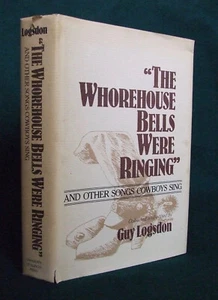 "THE
WHOREHOUSE
BELLS
WERE
RINGING"
AND OTHER SONGS COWBOYS SING
Guy Logsdon
Logsdon
"THE WHOREHOUSE BELLS WERE RINGING"
AND OTHER SONGS COWBOYS SING